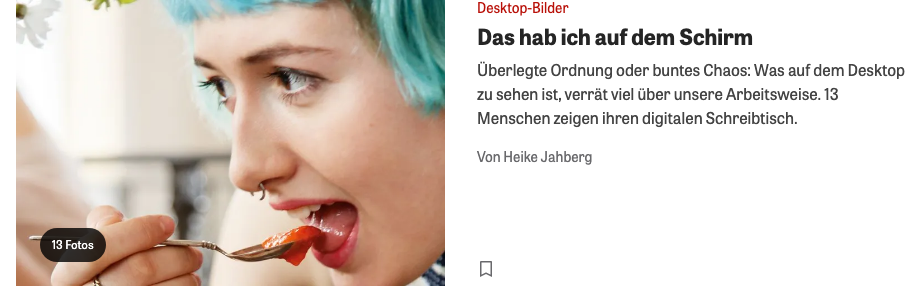 Desktop-Bilder
Das hab ich auf dem Schirm
Überlegte Ordnung oder buntes Chaos: Was auf dem Desktop
zu sehen ist, verrät viel über unsere Arbeitsweise. 13
Menschen zeigen ihren digitalen Schreibtisch.
Von Heike Jahberg
13 Fotos